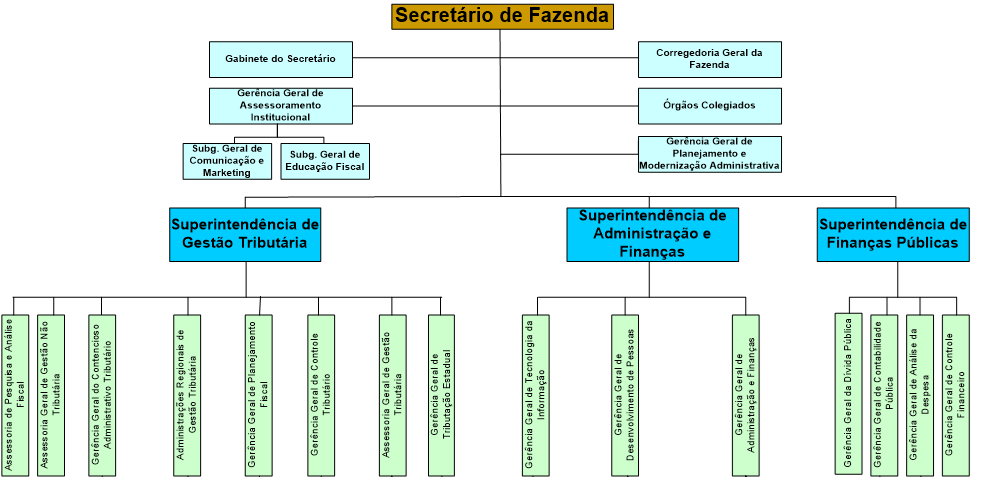 Secretário de Fazenda
Gabinete do Secretário
Corregedoria Geral da
Fazenda
Gerência Geral de
Assessoramento
Institucional
Órgãos Colegiados
Subg. Geral de
Comunicação e
Marketing
Subg. Geral de
Educação Fiscal
Gerência Geral de
Planejamento e
Modernização Administrativa
Superintendência de
Gestão Tributária
Superintendência de
Administração e
Finanças
Superintendência de
Finanças Públicas
Assessoria de Pesquisa e Análise
Fiscal
Assessoria Geral de Gestão Não
Tributária
Gerência Geral do Contencioso
Administrativo Tributário
Administrações Regionais de
Gestão Tributária
Gerência Geral de Planejamento
Fiscal
Gerência Geral de Controle
Tributário
Assessoria Geral de Gestão
Tributária
Gerência Geral de
Tributação Estadual
Gerência Geral de Tecnologia da
Informação
Gerência Geral de
Desenvolvimento de Pessoas
Gerência Geral de
Administração e Finanças
Gerência Geral da Dívida Pública
Gerência Geral de Contabilidade
Pública
Gerência Geral de Análise da
Despesa
Gerência Geral de Controle
Financeiro